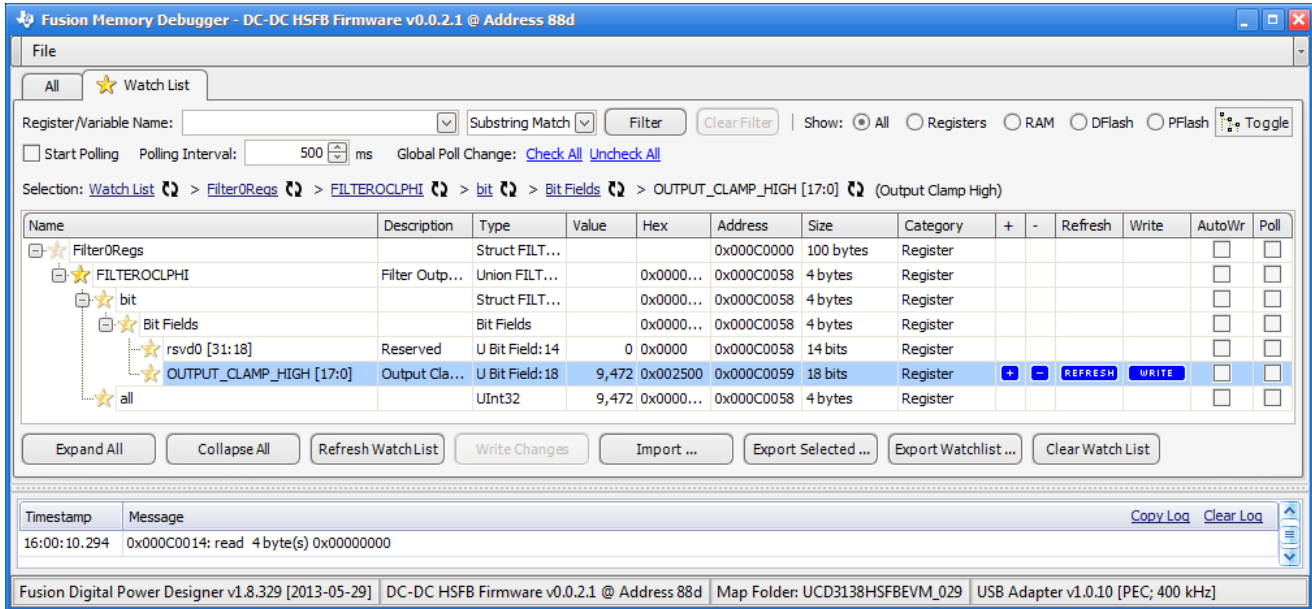 Fusion Memory Debugger - DC-DC HSFB Firmware v0.0.2.1 @ Address 88d
File
All Watch List
Register/Variable Name: Substring Match Filter Clear Filter Show: All Registers RAM DFlash PFlash Toggle
Start Polling Polling Interval: 500 ms Global Poll Change: Check All Uncheck All
Selection: Watch List > Filter0Regs > FILTEROCLPHI > bit > Bit Fields > OUTPUT_CLAMP_HIGH [17:0] (Output Clamp High)
Name Description Type Value Hex Address Size Category + - Refresh Write AutoWr Poll
Filter0Regs Struct FILT... 0x000C0000 100 bytes Register
FILTEROCLPHI Filter Outp... Union FILT... 0x0000... 0x000C0058 4 bytes Register
bit Struct FILT... 0x0000... 0x000C0058 4 bytes Register
Bit Fields Bit Fields 0x0000... 0x000C0058 4 bytes Register
rsvd0 [31:18] Reserved U Bit Field:14 0 0x0000 0x000C0058 14 bits Register
OUTPUT_CLAMP_HIGH [17:0] Output Cla... U Bit Field:18 9,472 0x002500 0x000C0059 18 bits Register + - REFRESH WRITE
all UInt32 9,472 0x0000... 0x000C0058 4 bytes Register
Expand All Collapse All Refresh WatchList Write Changes Import ... Export Selected ... Export Watchlist ... Clear Watch List
Timestamp Message Copy Log Clear Log
16:00:10.294 0x000C0014: read 4 byte(s) 0x00000000
Fusion Digital Power Designer v1.8.329 [2013-05-29] DC-DC HSFB Firmware v0.0.2.1 @ Address 88d Map Folder: UCD3138HSFBEVM_029 USB Adapter v1.0.10 [PEC; 400 kHz]